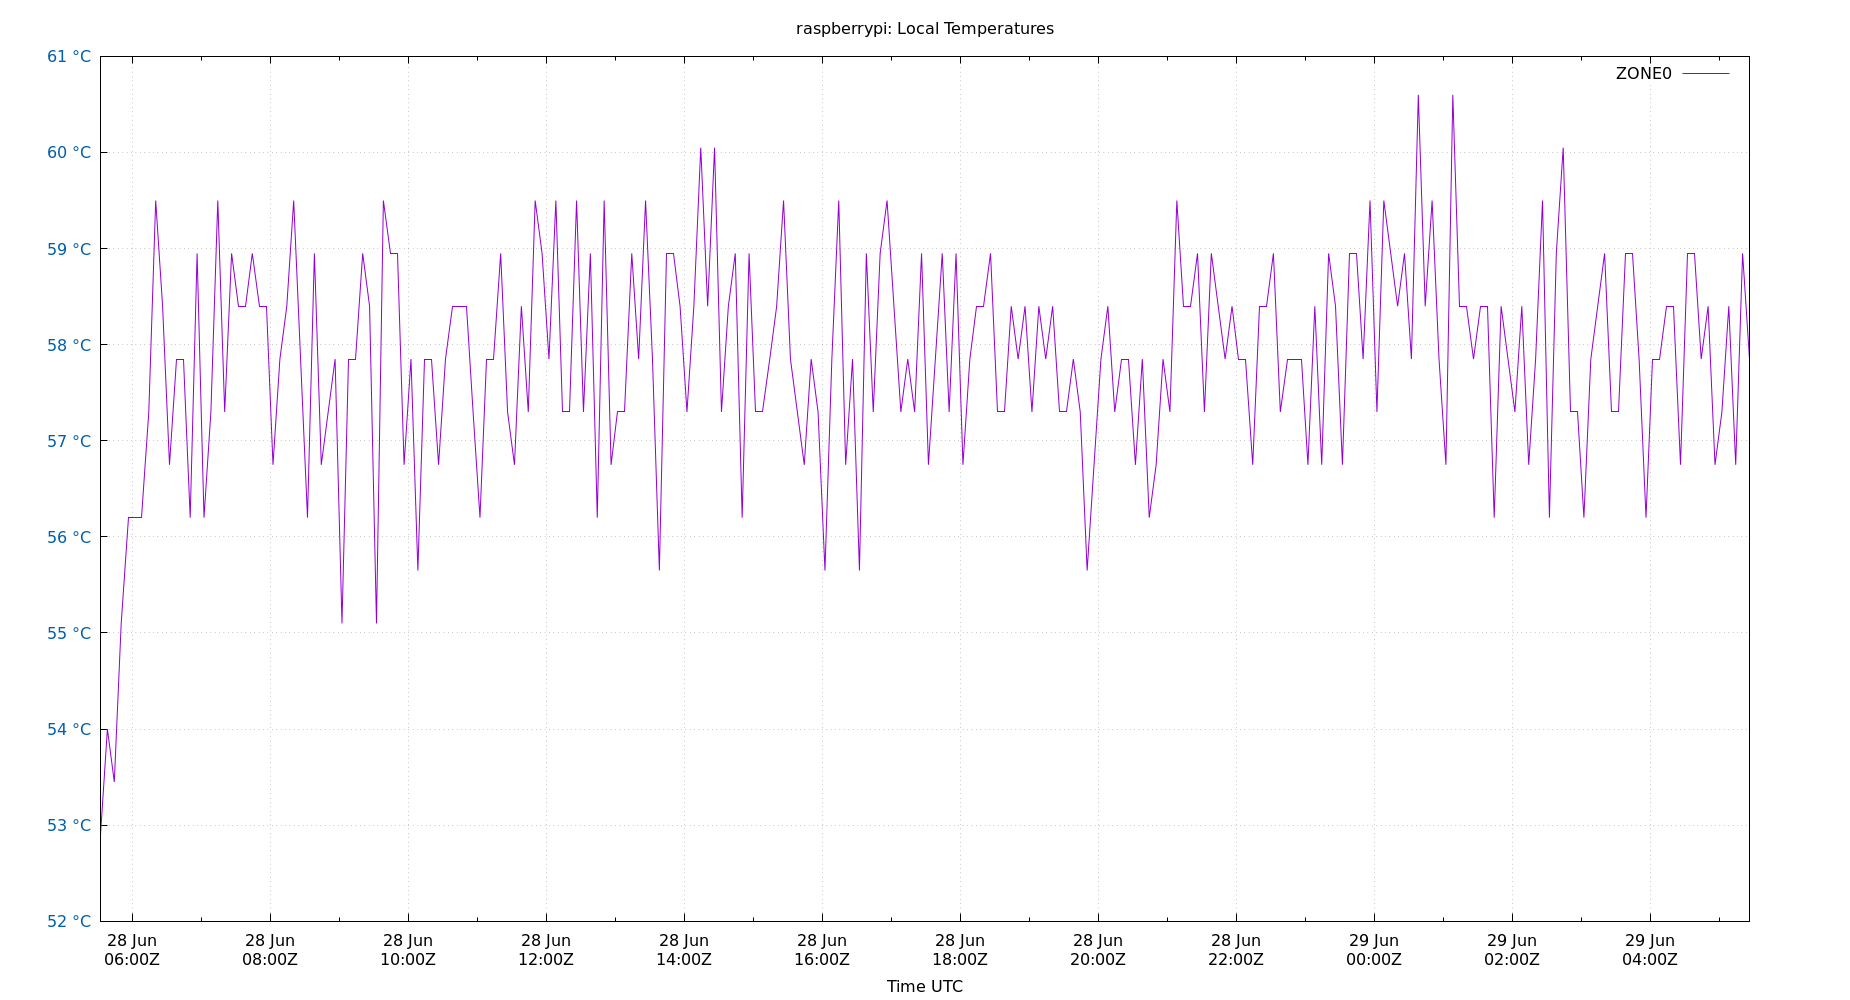 raspberrypi: Local Temperatures
61 °C
ZONE0
60 °C
59 °C
58 °C
57 °C
56 °C
55 °C
54 °C
53 °C
52 °C
28 Jun 28 Jun 28 Jun 28 Jun 28 Jun 28 Jun 28 Jun 28 Jun 28 Jun 29 Jun 29 Jun 29 Jun
06:00Z 08:00Z 10:00Z 12:00Z 14:00Z 16:00Z 18:00Z 20:00Z 22:00Z 00:00Z 02:00Z 04:00Z
Time UTC